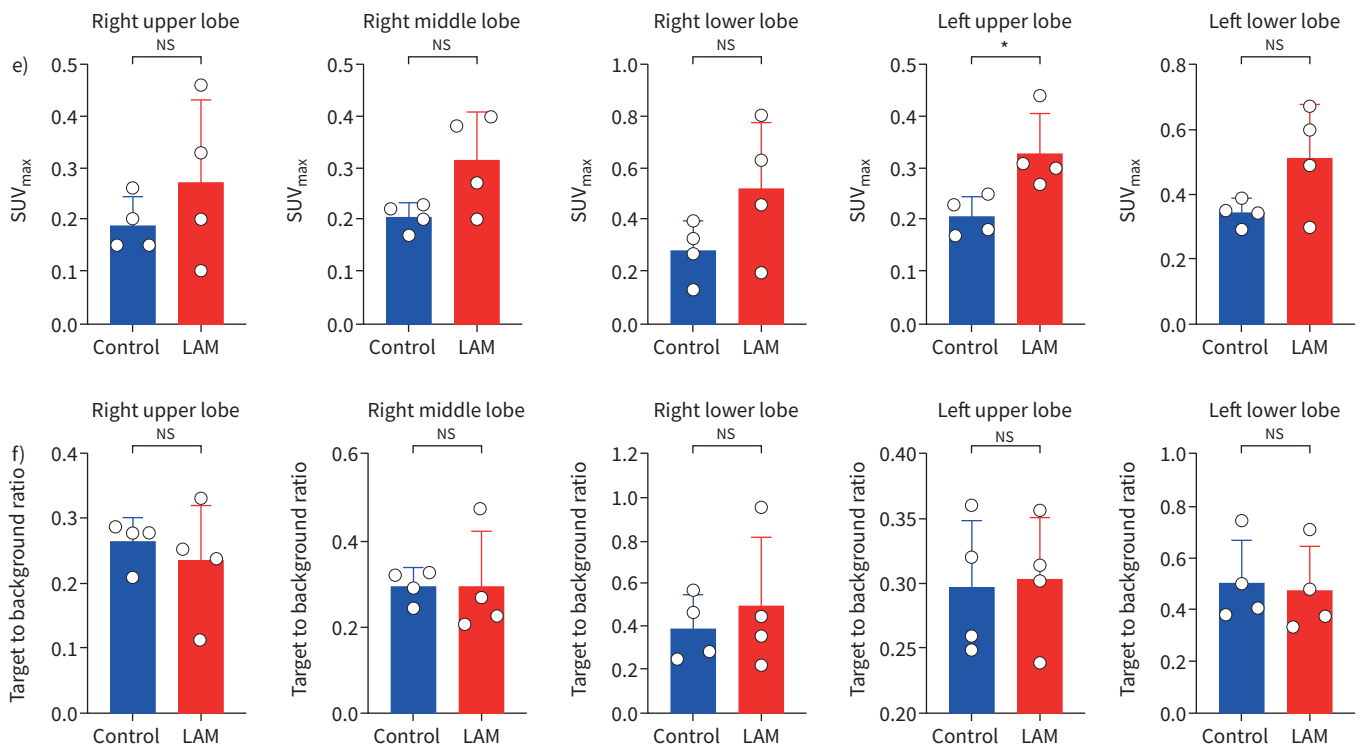 Right upper lobe Right middle lobe Right lower lobe Left upper lobe Left lower lobe
NS NS NS * NS
e)
SUVmax SUVmax SUVmax SUVmax SUVmax
0.5 0.5 1.0 0.5 0.8
0.4 0.4 0.8 0.4 0.6
0.3 0.3 0.6 0.3 0.4
0.2 0.2 0.4 0.2 0.2
0.1 0.1 0.2 0.1 0.0
0.0 0.0 0.0 0.0
Control LAM Control LAM Control LAM Control LAM Control LAM
Right upper lobe Right middle lobe Right lower lobe Left upper lobe Left lower lobe
NS NS NS NS NS
f)
Target to background ratio Target to background ratio Target to background ratio Target to background ratio Target to background ratio
0.4 0.6 1.2 0.40 1.0
0.3 0.4 1.0 0.35 0.8
0.2 0.2 0.8 0.30 0.6
0.1 0.0 0.6 0.25 0.4
0.0 0.4 0.20 0.2
0.2 0.0
0.0
Control LAM Control LAM Control LAM Control LAM Control LAM